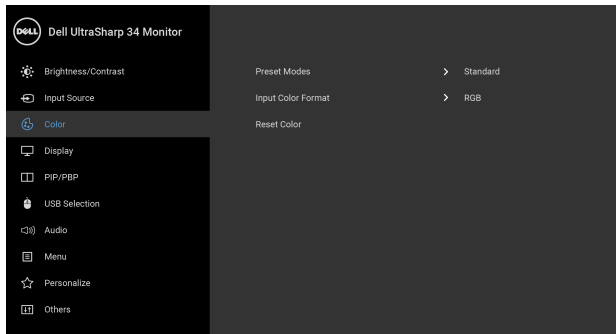 DELL
Dell UltraSharp 34 Monitor
Brightness/Contrast
Input Source
Color
Display
PIP/PBP
USB Selection
Audio
Menu
Personalize
Others
Preset Modes > Standard
Input Color Format > RGB
Reset Color